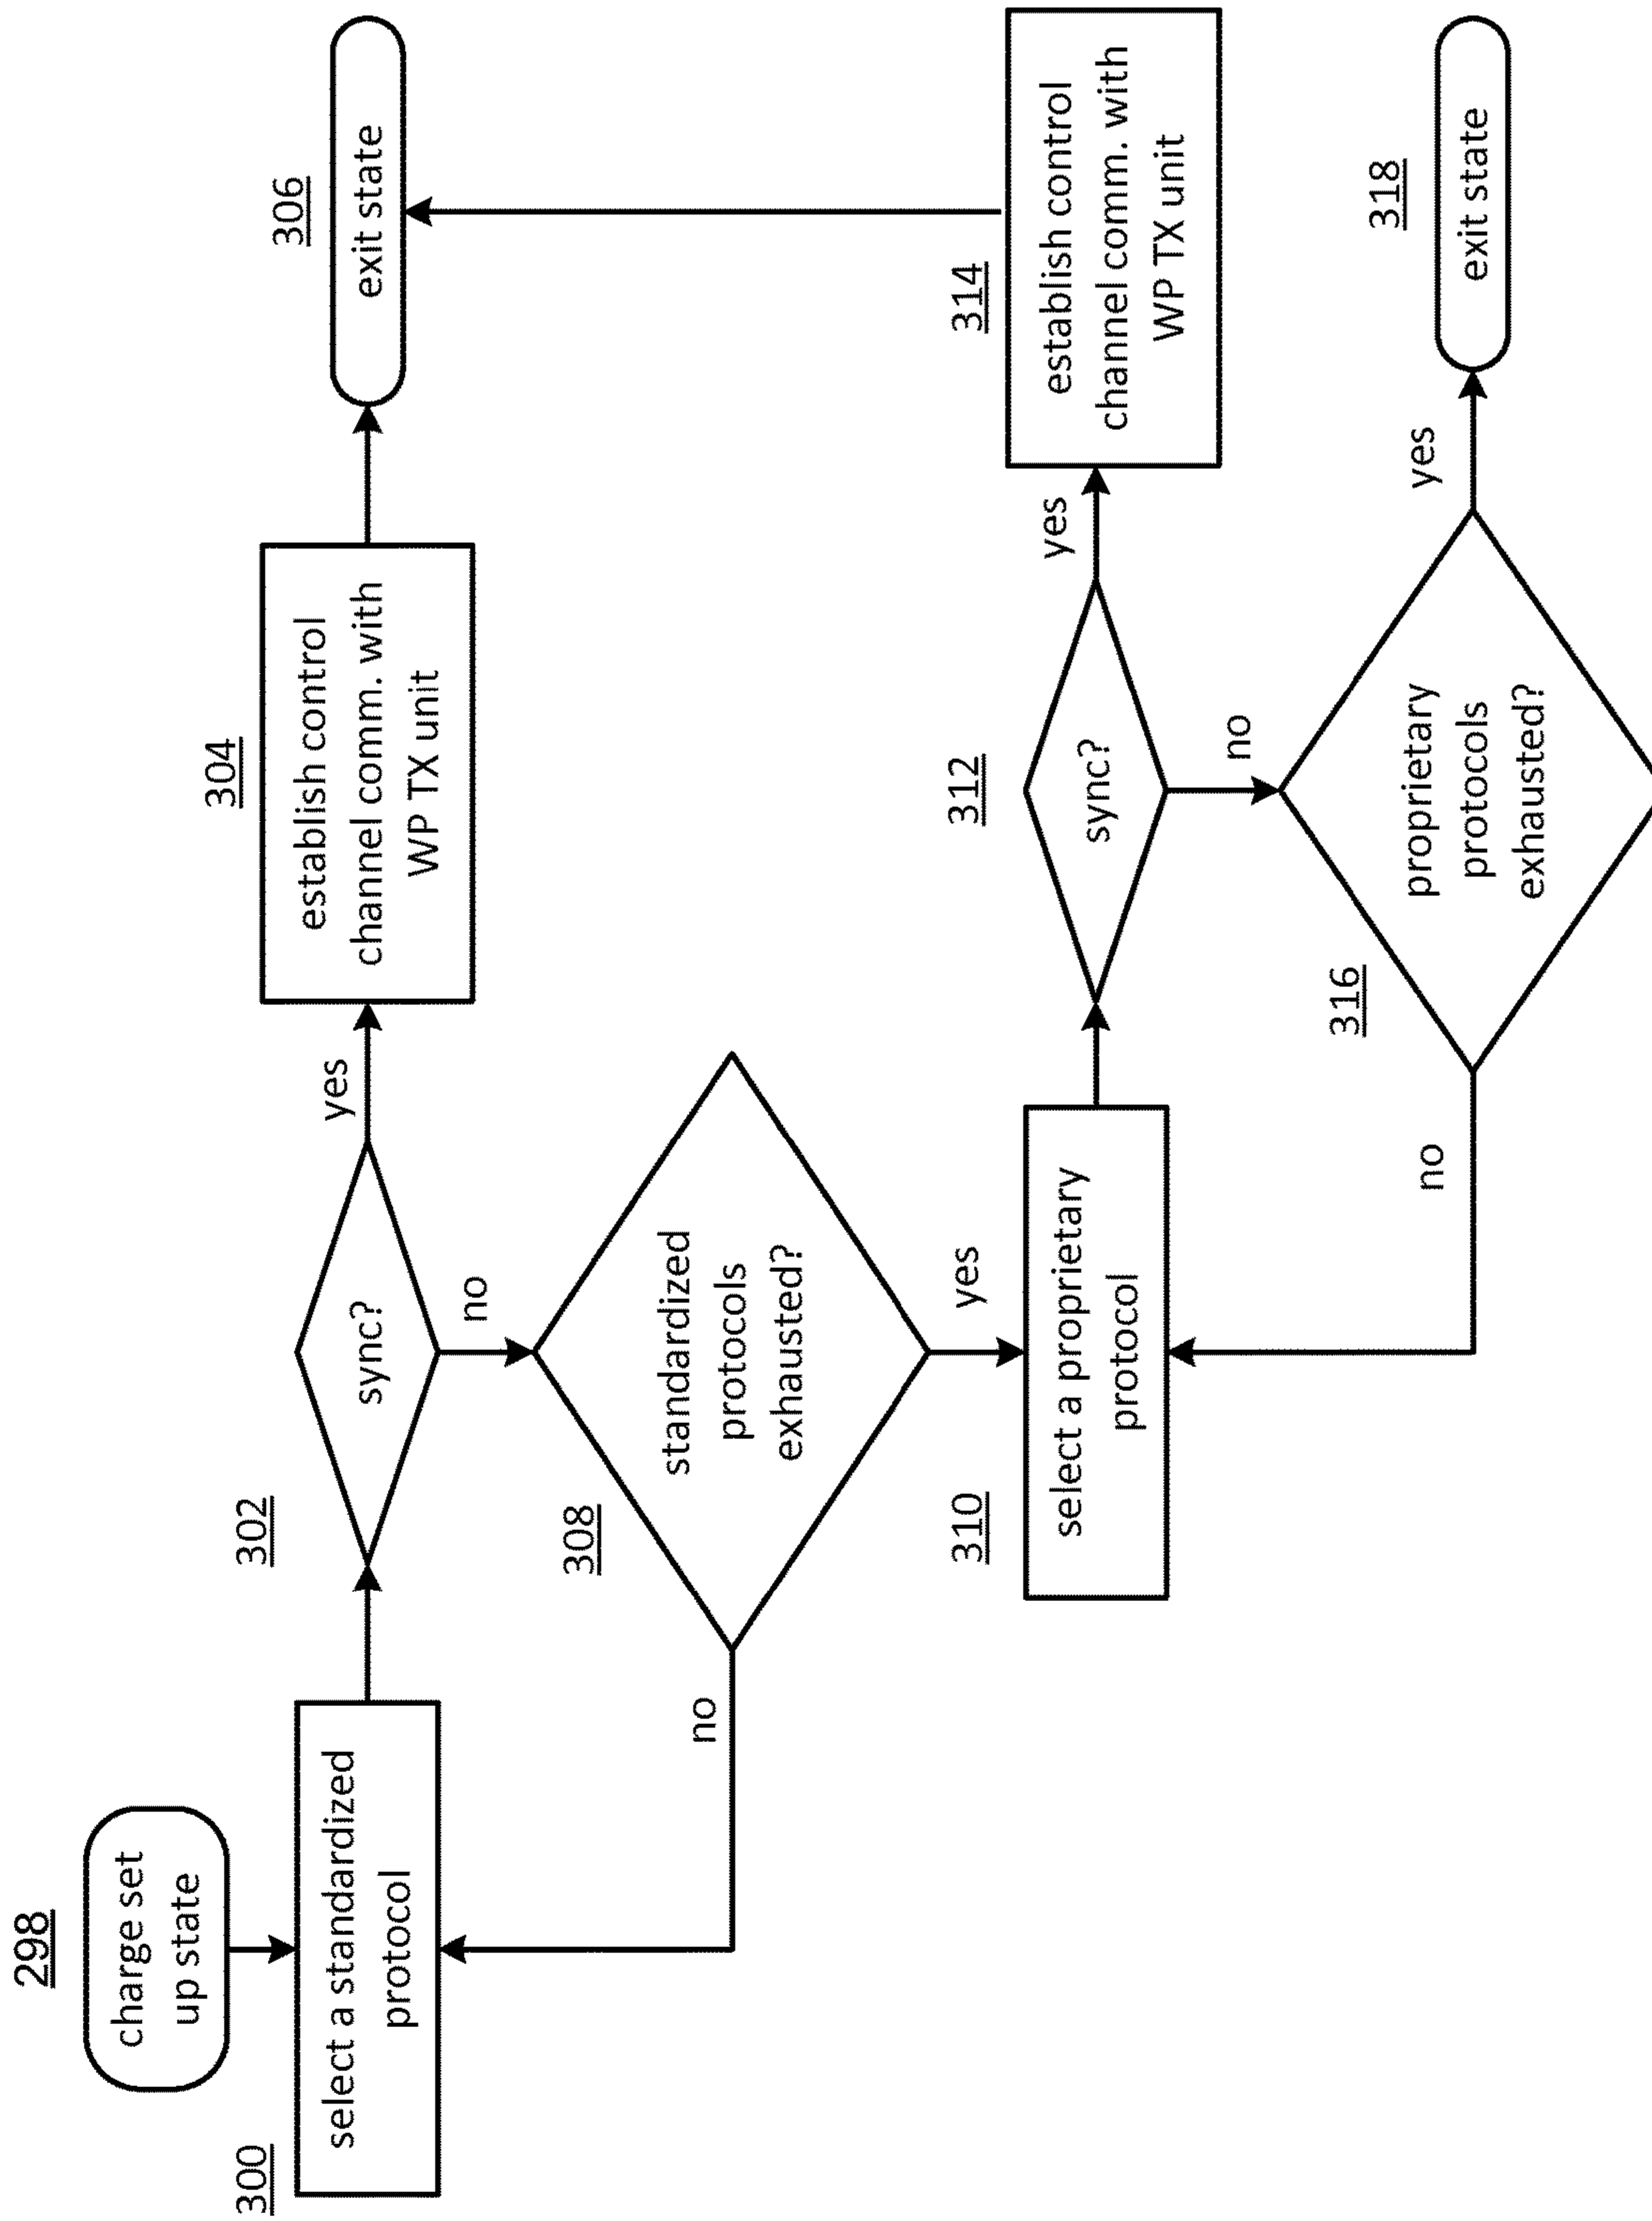 298
charge set
up state
300
select a standardized
protocol
302
sync?
yes
304
establish control
channel comm. with
WP TX unit
306
exit state
no
308
standardized
protocols
exhausted?
no
yes
310
select a proprietary
protocol
312
sync?
yes
314
establish control
channel comm. with
WP TX unit
no
316
proprietary
protocols
exhausted?
no
yes
318
exit state